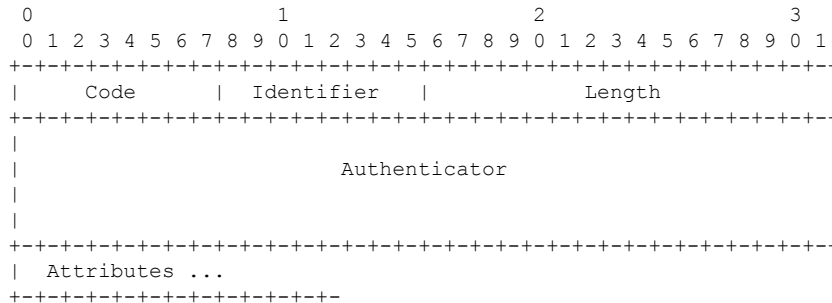 0                   1                   2                   3
 0 1 2 3 4 5 6 7 8 9 0 1 2 3 4 5 6 7 8 9 0 1 2 3 4 5 6 7 8 9 0 1
+-+-+-+-+-+-+-+-+-+-+-+-+-+-+-+-+-+-+-+-+-+-+-+-+-+-+-+-+-+-+-+-
|     Code      |  Identifier   |            Length
+-+-+-+-+-+-+-+-+-+-+-+-+-+-+-+-+-+-+-+-+-+-+-+-+-+-+-+-+-+-+-+-
|
|                         Authenticator
|
|
+-+-+-+-+-+-+-+-+-+-+-+-+-+-+-+-+-+-+-+-+-+-+-+-+-+-+-+-+-+-+-+-
|  Attributes ...
+-+-+-+-+-+-+-+-+-+-+-+-+-